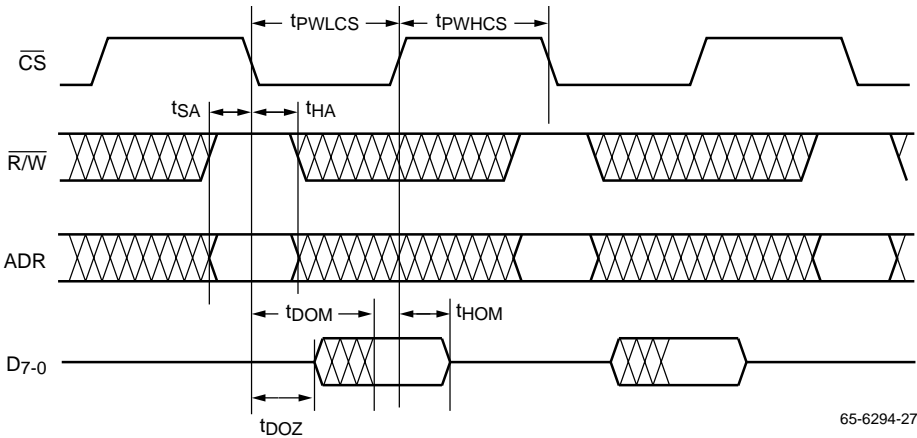 tPWLCS tPWHCS
CS
tSA tHA
R/W
ADR
tDOM tHOM
D7-0
tDOZ
65-6294-27